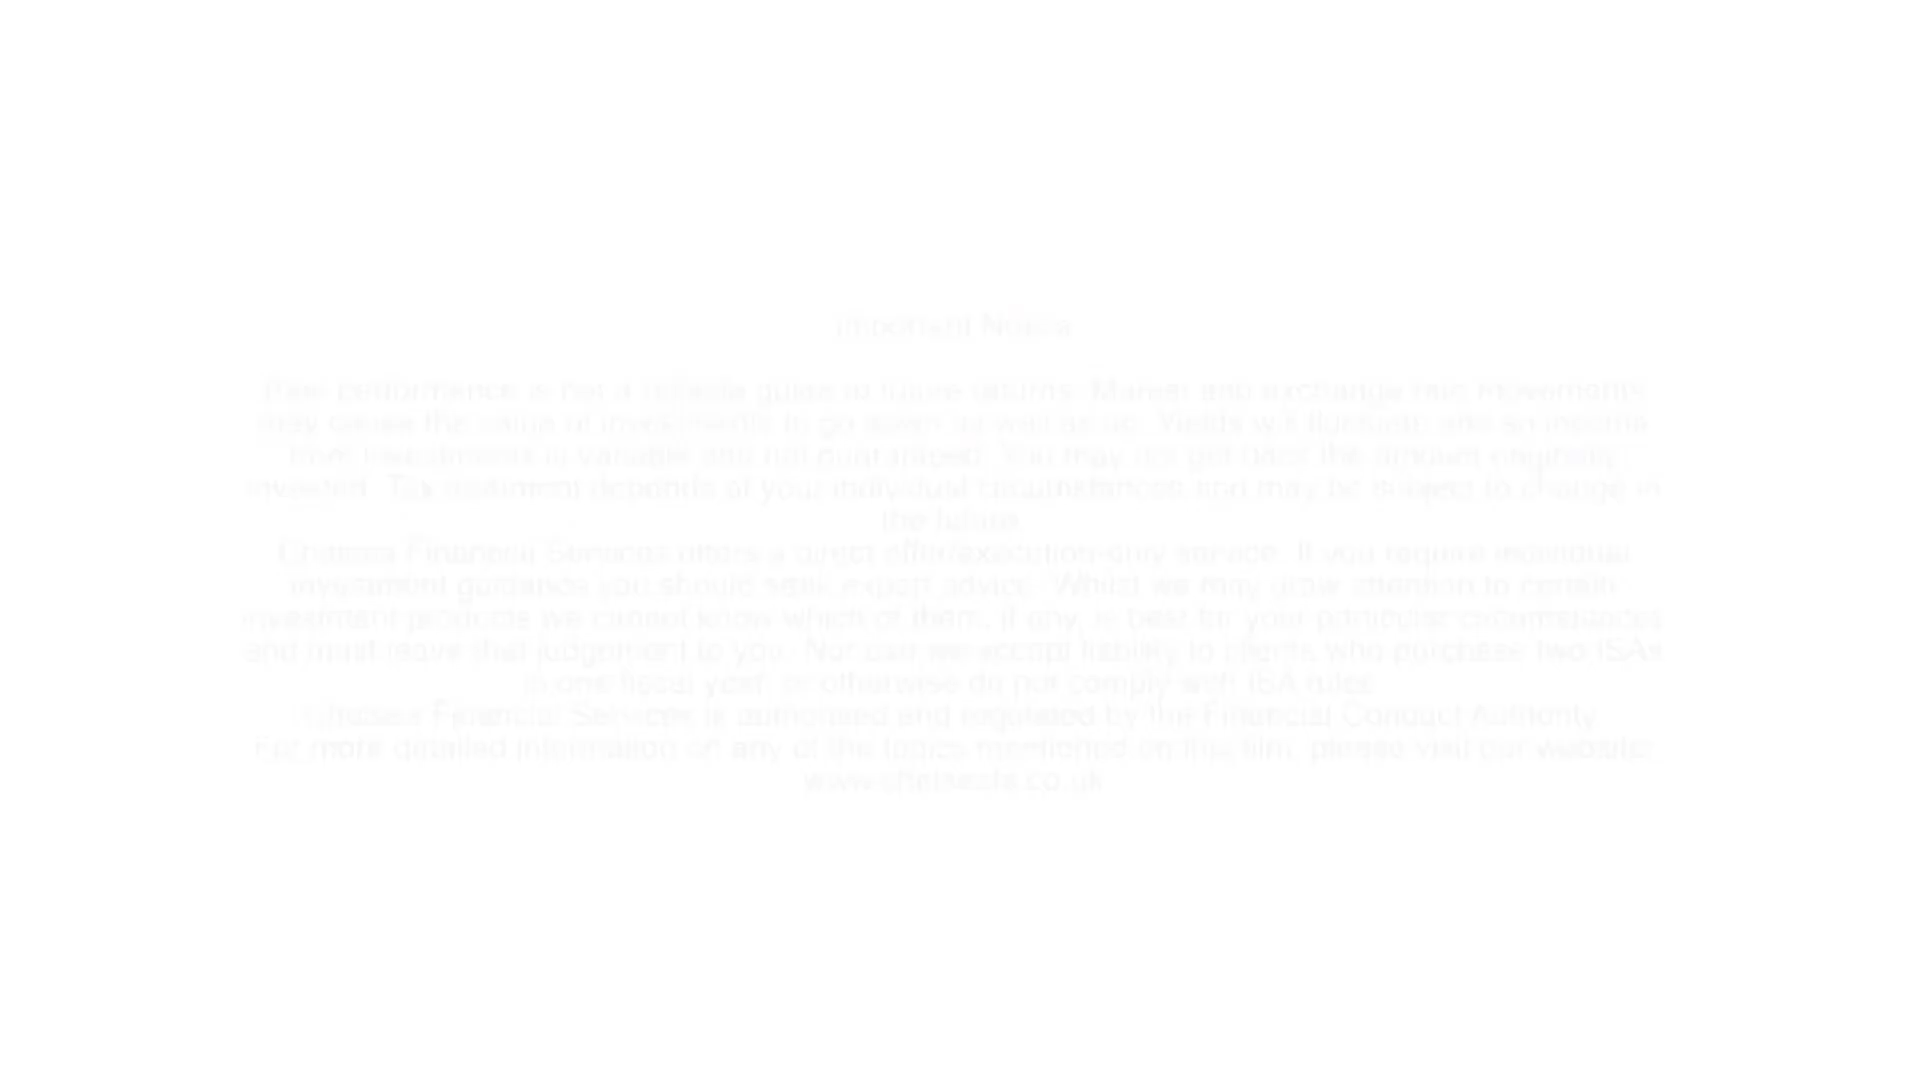 Important Notice
Past performance is not a reliable guide to future returns. Market and exchange rate movements
may cause the value of investments to go down as well as up. Yields will fluctuate and so income
from investments is variable and not guaranteed. You may not get back the amount originally
invested. Tax treatment depends of your individual circumstances and may be subject to change in
the future.
Chelsea Financial Services offers a direct offer/execution-only service. If you require individual
investment guidance you should seek expert advice. Whilst we may draw attention to certain
investment products we cannot know which of them, if any, is best for your particular circumstances
and must leave that judgement to you. Nor can we accept liability to clients who purchase two ISAs
in one fiscal year, or otherwise do not comply with ISA rules.
Chelsea Financial Services is authorised and regulated by the Financial Conduct Authority
For more detailed information on any of the topics mentioned on this film, please visit our website:
www.chelseafs.co.uk